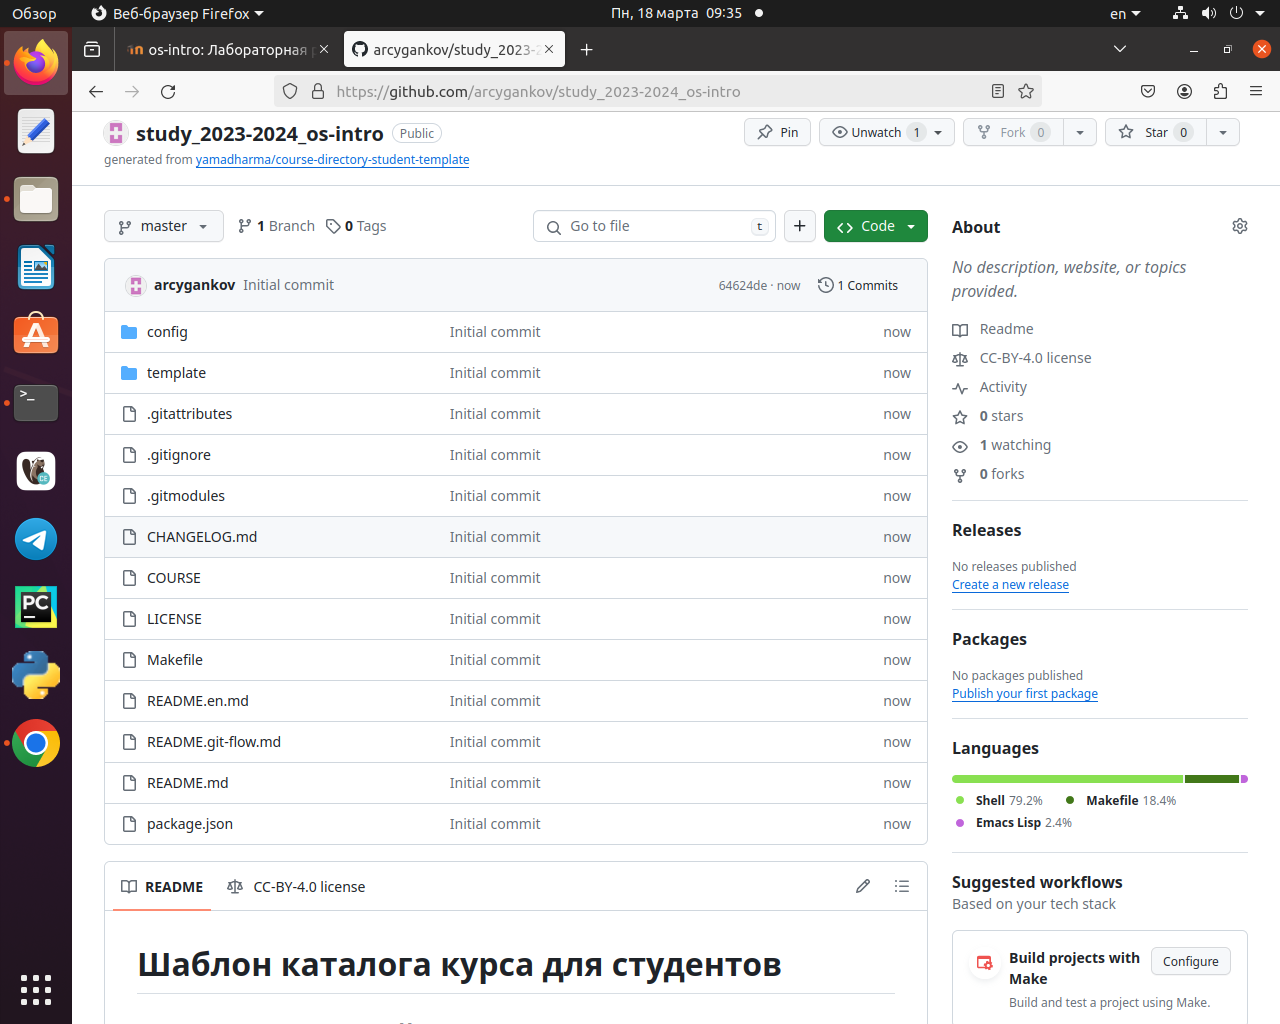 Обзор
Веб-браузер Firefox
Пн, 18 марта 09:35
en
os-intro: Лабораторная
arcygankov/study_2023-2
https://github.com/arcygankov/study_2023-2024_os-intro
study_2023-2024_os-intro
Public
Pin
Unwatch 1
Fork 0
Star 0
generated from yamadharma/course-directory-student-template
master
1 Branch
0 Tags
Go to file
t
Code
arcygankov Initial commit
64624de · now
1 Commits
config Initial commit now
template Initial commit now
.gitattributes Initial commit now
.gitignore Initial commit now
.gitmodules Initial commit now
CHANGELOG.md Initial commit now
COURSE Initial commit now
LICENSE Initial commit now
Makefile Initial commit now
README.en.md Initial commit now
README.git-flow.md Initial commit now
README.md Initial commit now
package.json Initial commit now
README
CC-BY-4.0 license
Шаблон каталога курса для студентов
About
No description, website, or topics
provided.
Readme
CC-BY-4.0 license
Activity
0 stars
1 watching
0 forks
Releases
No releases published
Create a new release
Packages
No packages published
Publish your first package
Languages
Shell 79.2%
Makefile 18.4%
Emacs Lisp 2.4%
Suggested workflows
Based on your tech stack
Build projects with
Make
Configure
Build and test a project using Make.
>_
PC
CE